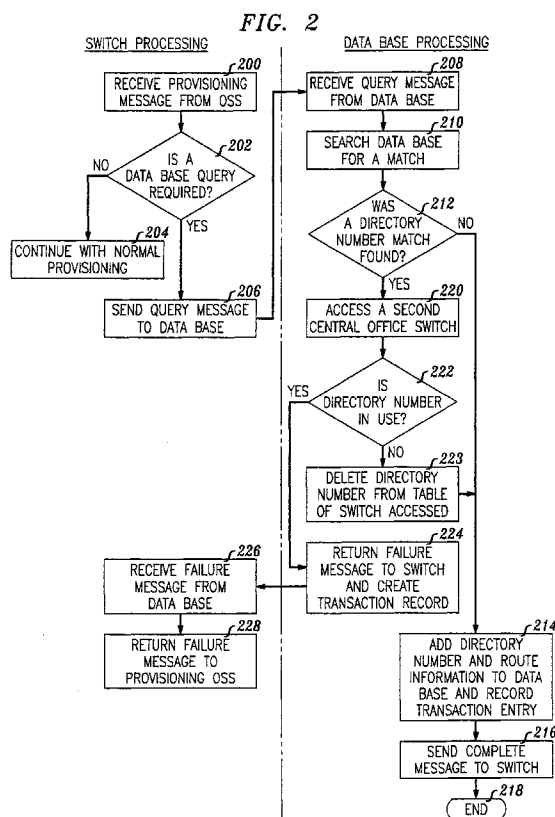 FIG. 2
SWITCH PROCESSING
200
RECEIVE PROVISIONING
MESSAGE FROM OSS
202
IS A
DATA BASE QUERY
REQUIRED?
NO
YES
204
CONTINUE WITH NORMAL
PROVISIONING
206
SEND QUERY MESSAGE
TO DATA BASE
226
RECEIVE FAILURE
MESSAGE FROM
DATA BASE
228
RETURN FAILURE
MESSAGE TO
PROVISIONING OSS
DATA BASE PROCESSING
208
RECEIVE QUERY MESSAGE
FROM DATA BASE
210
SEARCH DATA BASE
FOR A MATCH
212
WAS
A DIRECTORY
NUMBER MATCH
FOUND?
NO
YES
220
ACCESS A SECOND
CENTRAL OFFICE SWITCH
222
IS
DIRECTORY NUMBER
IN USE?
YES
NO
223
DELETE DIRECTORY
NUMBER FROM TABLE
OF SWITCH ACCESSED
224
RETURN FAILURE
MESSAGE TO SWITCH
AND CREATE
TRANSACTION RECORD
214
ADD DIRECTORY
NUMBER AND ROUTE
INFORMATION TO DATA
BASE AND RECORD
TRANSACTION ENTRY
216
SEND COMPLETE
MESSAGE TO SWITCH
218
END